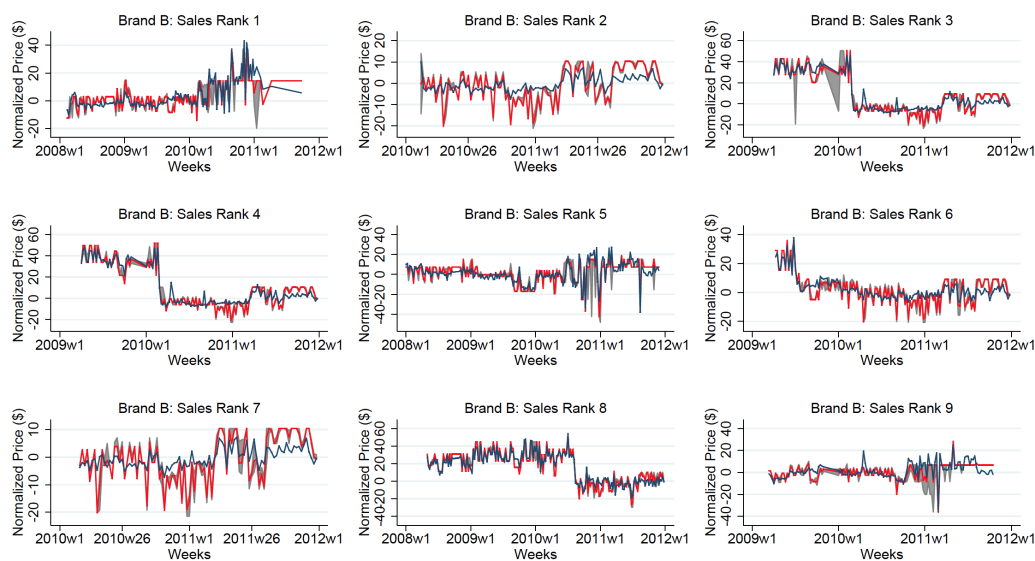 Brand B: Sales Rank 1
Normalized Price ($)
-20 0 20 40
2008w1 2009w1 2010w1 2011w1 2012w1
Weeks
Brand B: Sales Rank 2
Normalized Price ($)
-20 -10 0 10 20
2010w1 2010w26 2011w1 2011w26 2012w1
Weeks
Brand B: Sales Rank 3
Normalized Price ($)
-20 0 20 40 60
2009w1 2010w1 2011w1 2012w1
Weeks
Brand B: Sales Rank 4
Normalized Price ($)
-20 0 20 40 60
2009w1 2010w1 2011w1 2012w1
Weeks
Brand B: Sales Rank 5
Normalized Price ($)
-40 -20 0 20 40
2008w1 2009w1 2010w1 2011w1 2012w1
Weeks
Brand B: Sales Rank 6
Normalized Price ($)
-20 0 20 40
2009w1 2010w1 2011w1 2012w1
Weeks
Brand B: Sales Rank 7
Normalized Price ($)
-20 -10 0 10
2010w1 2010w26 2011w1 2011w26 2012w1
Weeks
Brand B: Sales Rank 8
Normalized Price ($)
-40 -20 0 20 40 60
2008w1 2009w1 2010w1 2011w1 2012w1
Weeks
Brand B: Sales Rank 9
Normalized Price ($)
-40 -20 0 20 40
2009w1 2010w1 2011w1 2012w1
Weeks